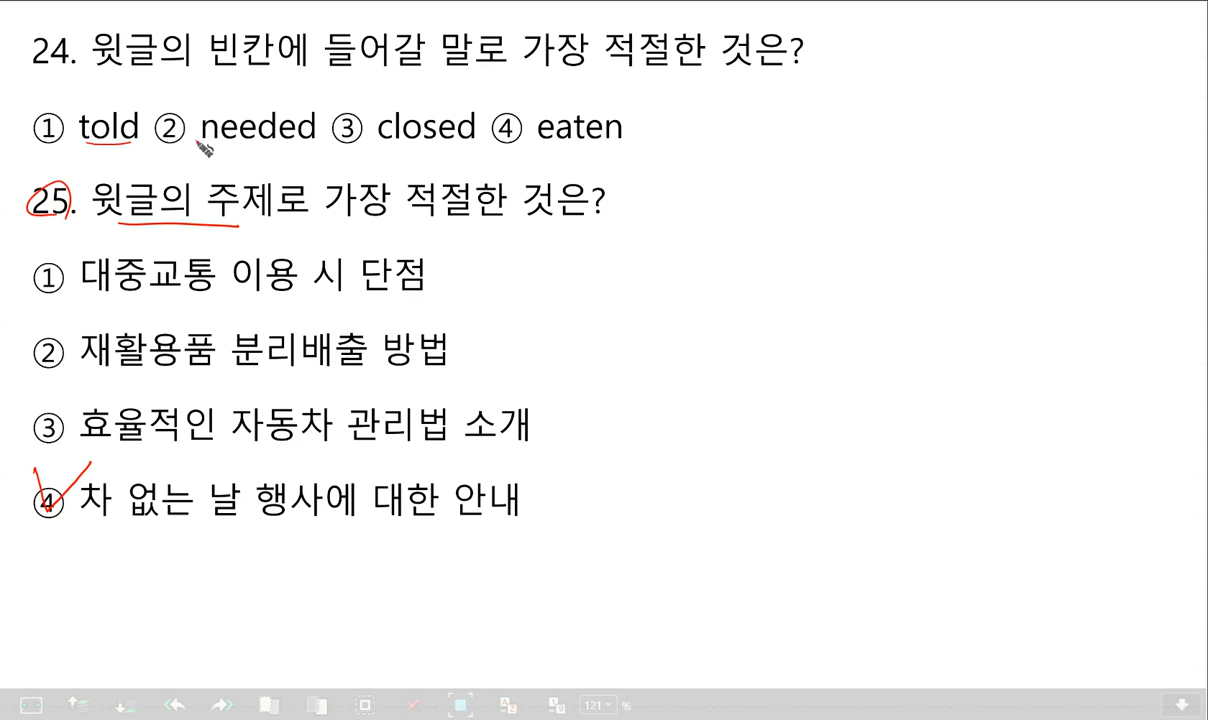 24. 윗글의 빈칸에 들어갈 말로 가장 적절한 것은?
① told ② needed ③ closed ④ eaten
25. 윗글의 주제로 가장 적절한 것은?
① 대중교통 이용 시 단점
② 재활용품 분리배출 방법
③ 효율적인 자동차 관리법 소개
④ 차 없는 날 행사에 대한 안내
121 %